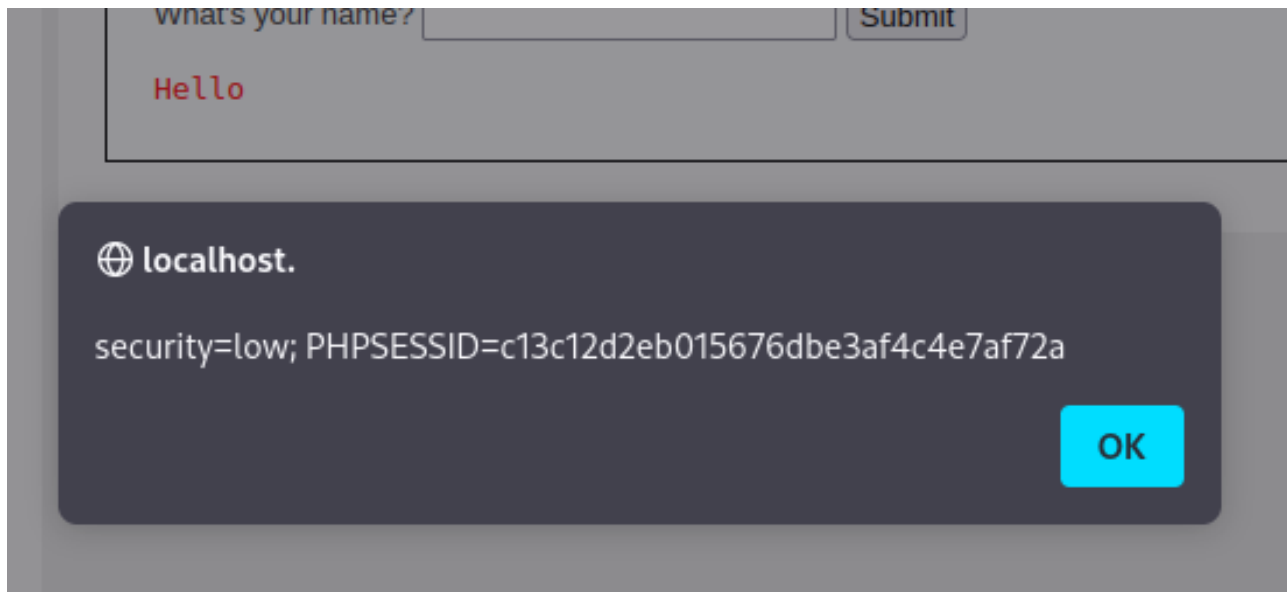 What's your name? Submit
Hello
localhost.
security=low; PHPSESSID=c13c12d2eb015676dbe3af4c4e7af72a
OK